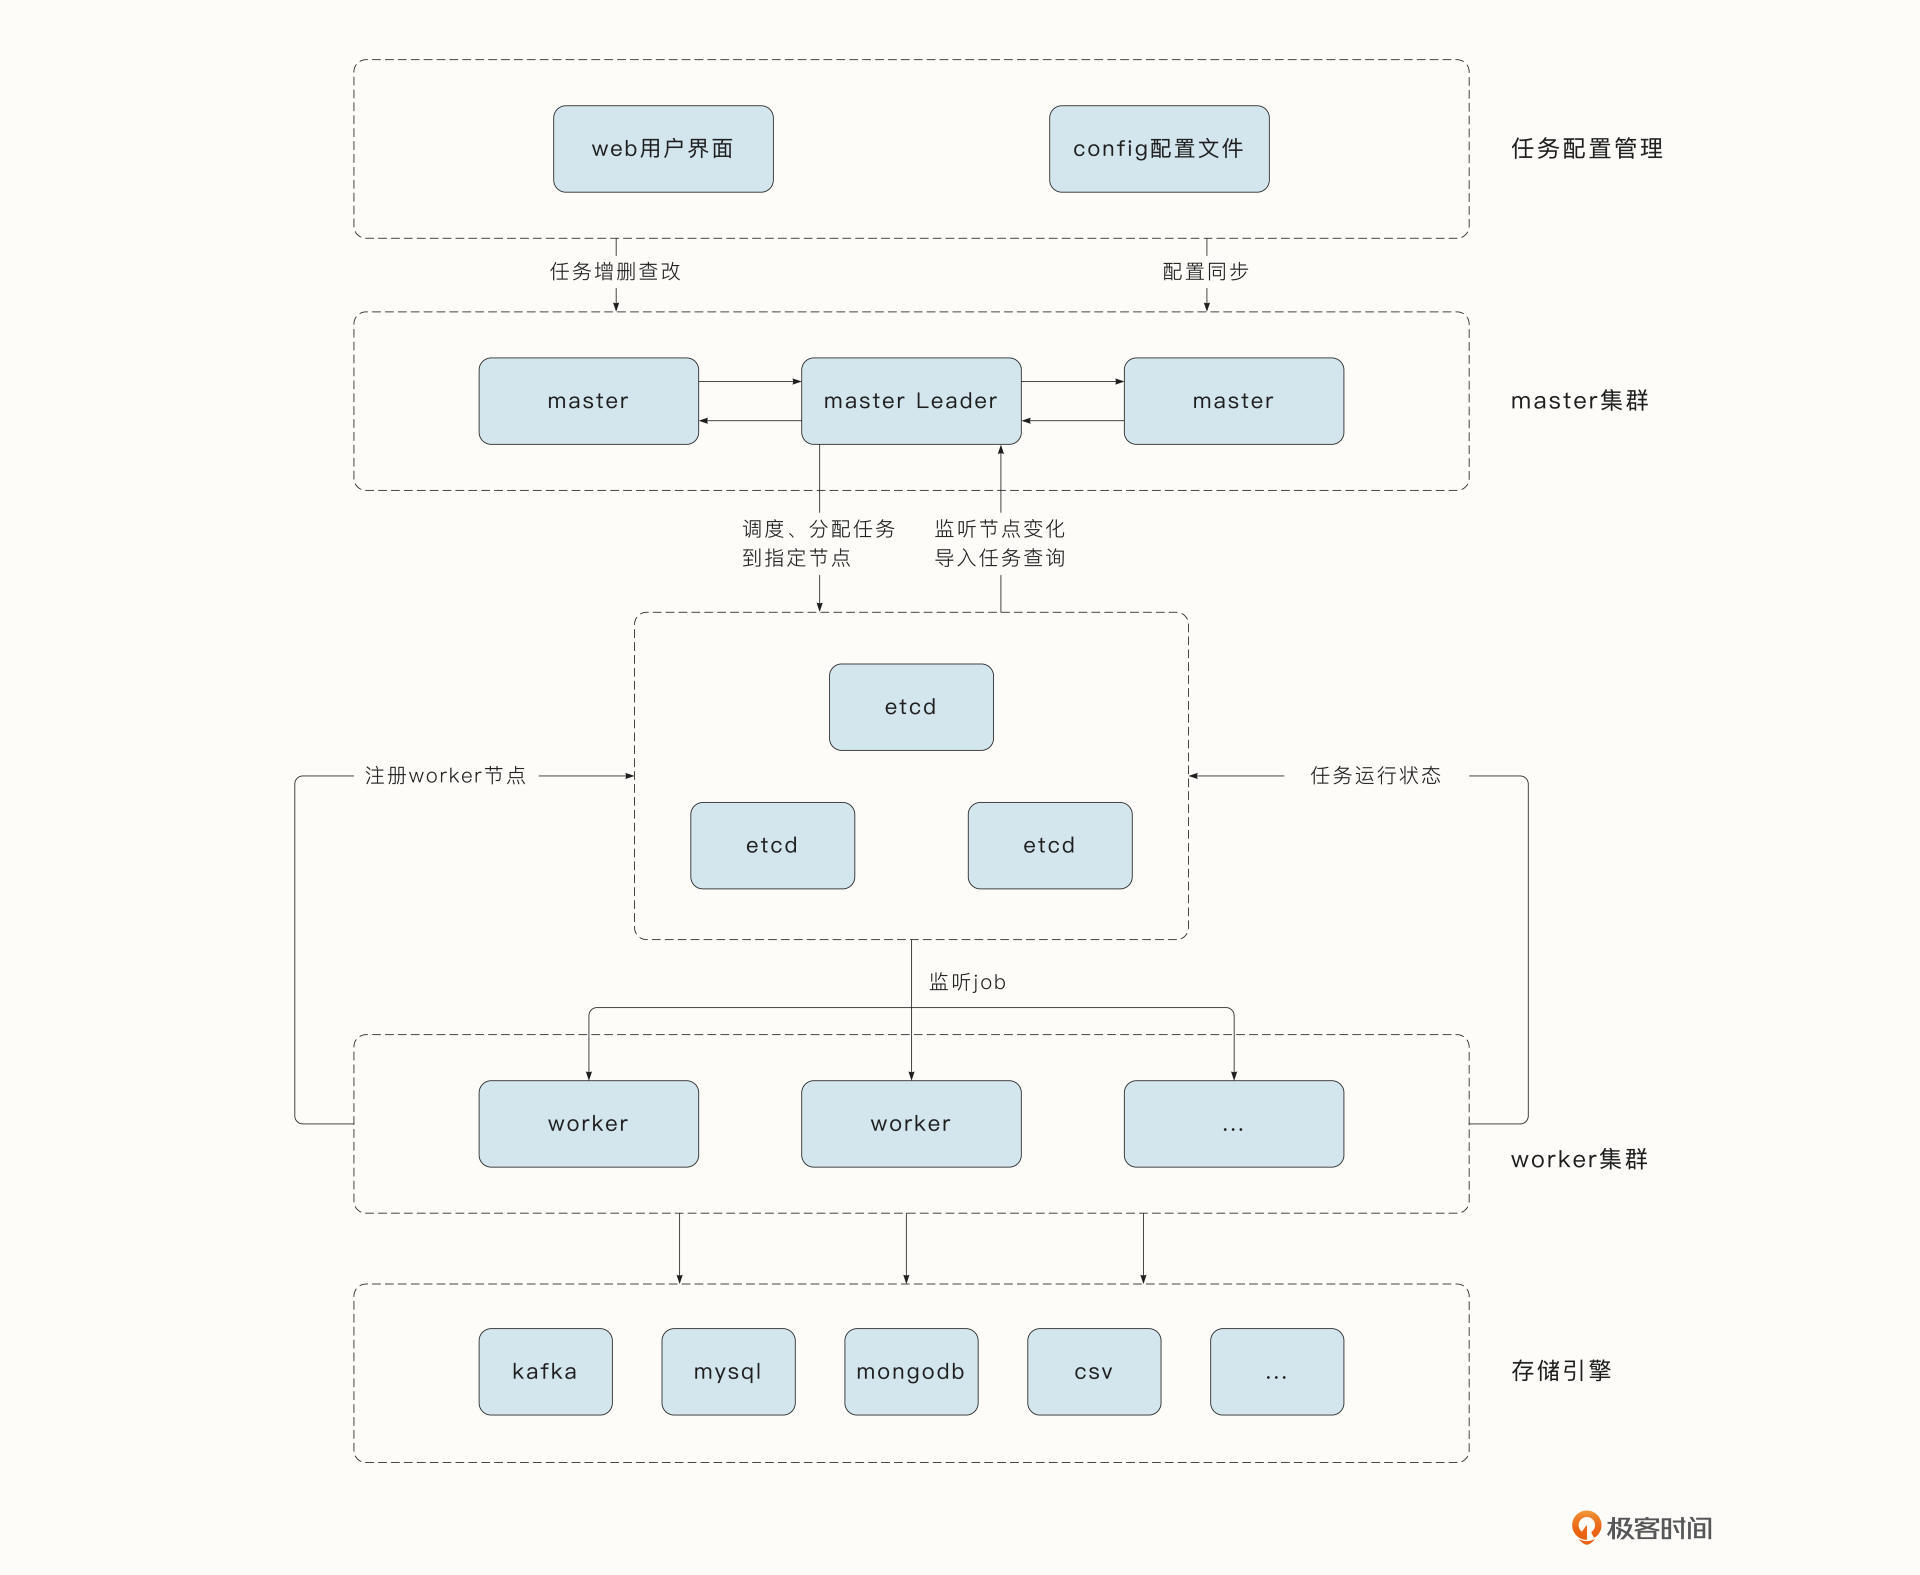 web用户界面
config配置文件
任务配置管理
任务增删查改
配置同步
master
master Leader
master
master集群
调度、分配任务
到指定节点
监听节点变化
导入任务查询
etcd
注册worker节点
任务运行状态
etcd
etcd
监听job
worker
worker
...
worker集群
kafka
mysql
mongodb
csv
...
存储引擎
极客时间